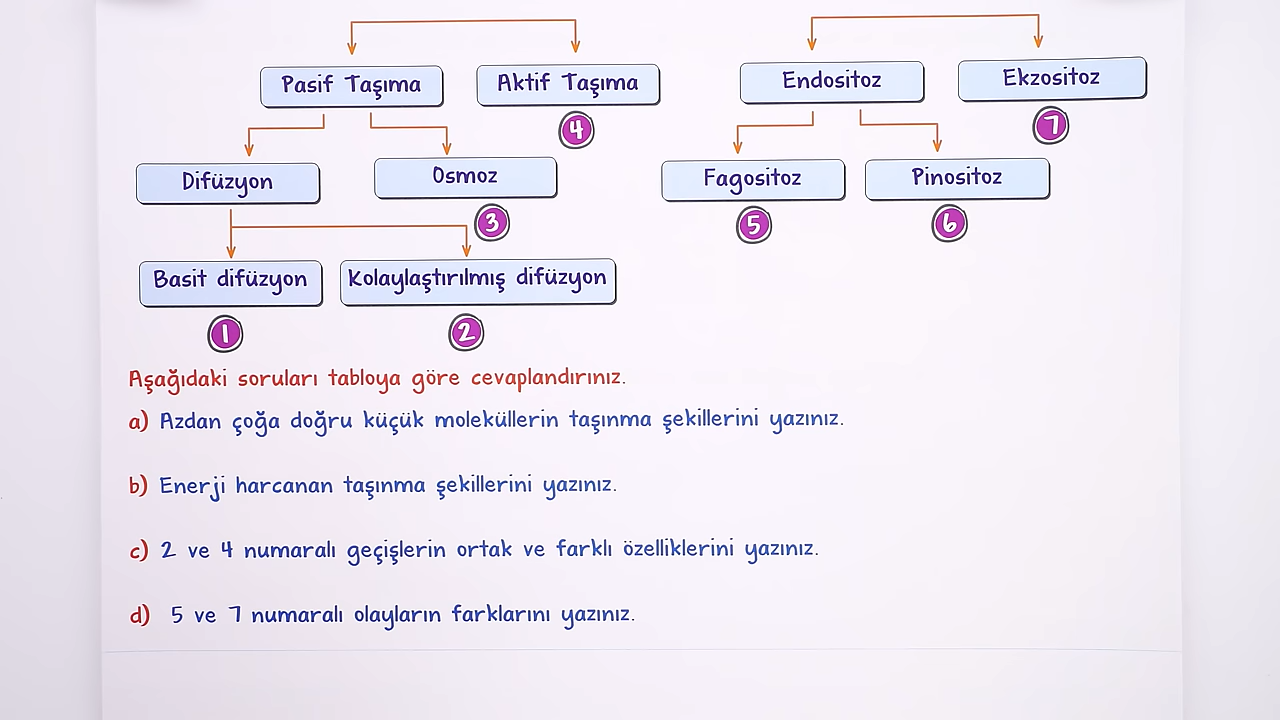 Pasif Taşıma
Aktif Taşıma
Endositoz
Ekzositoz
4
7
Difüzyon
Osmoz
Fagositoz
Pinositoz
3
5
6
Basit difüzyon
Kolaylaştırılmış difüzyon
1
2
Aşağıdaki soruları tabloya göre cevaplandırınız.
a) Azdan çoğa doğru küçük moleküllerin taşınma şekillerini yazınız.
b) Enerji harcanan taşınma şekillerini yazınız.
c) 2 ve 4 numaralı geçişlerin ortak ve farklı özelliklerini yazınız.
d) 5 ve 7 numaralı olayların farklarını yazınız.